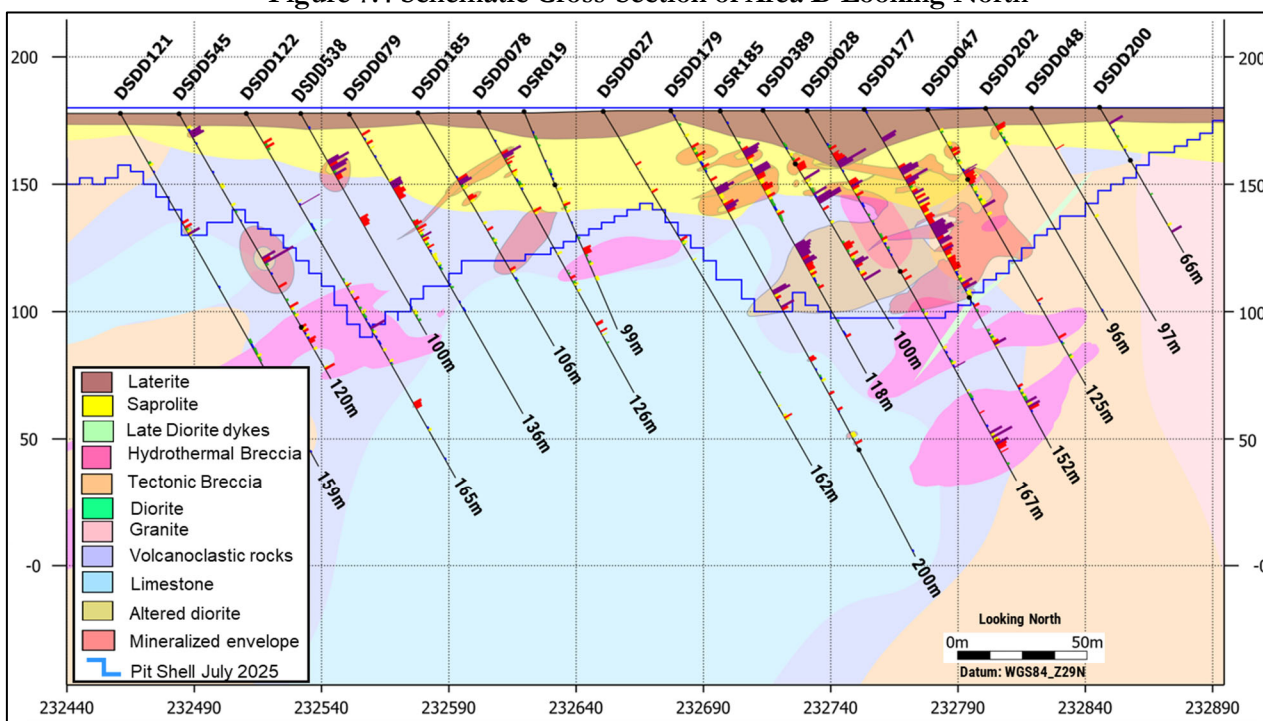 Figure 7.4 Schematic Cross-Section of Area D Looking North
DSDD121
DSDD545
DSDD122
DSDD538
DSDD079
DSDD185
DSDD078
DSR019
DSDD027
DSDD179
DSR185
DSDD389
DSDD028
DSDD177
DSDD047
DSDD202
DSDD048
DSDD200
200
200
150
150
100
100
50
50
-0
-0
66m
97m
96m
99m
100m
100m
106m
118m
120m
125m
126m
136m
152m
159m
162m
165m
167m
200m
Laterite
Saprolite
Late Diorite dykes
Hydrothermal Breccia
Tectonic Breccia
Diorite
Granite
Volcanoclastic rocks
Limestone
Altered diorite
Mineralized envelope
Pit Shell July 2025
Looking North
0m 50m
Datum: WGS84_Z29N
232440 232490 232540 232590 232640 232690 232740 232790 232840 232890